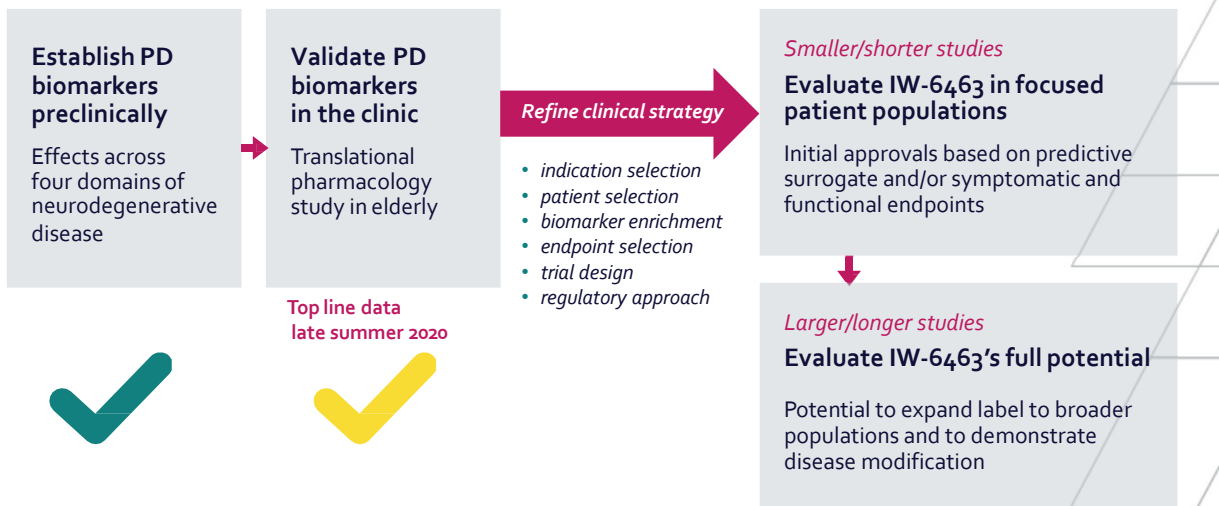 Establish PD
biomarkers
preclinically
Effects across
four domains of
neurodegenerative
disease
Validate PD
biomarkers
in the clinic
Translational
pharmacology
study in elderly
Top line data
late summer 2020
Refine clinical strategy
• indication selection
• patient selection
• biomarker enrichment
• endpoint selection
• trial design
• regulatory approach
Smaller/shorter studies
Evaluate IW-6463 in focused
patient populations
Initial approvals based on predictive
surrogate and/or symptomatic and
functional endpoints
Larger/longer studies
Evaluate IW-6463’s full potential
Potential to expand label to broader
populations and to demonstrate
disease modification